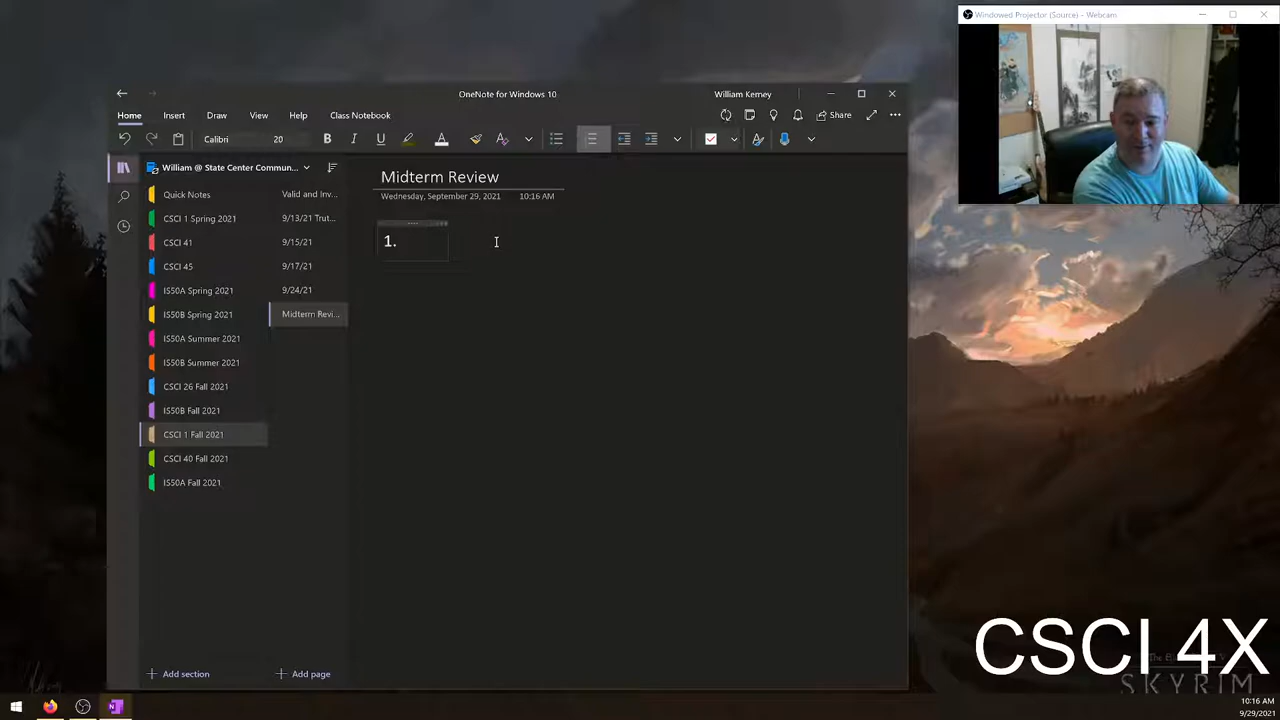 Windowed Projector (Source) - Webcam
OneNote for Windows 10
William Kerney
Home
Insert
Draw
View
Help
Class Notebook
Share
Calibri
20
B
I
U
A
William @ State Center Commun...
Quick Notes
CSCI 1 Spring 2021
CSCI 41
CSCI 45
IS50A Spring 2021
IS50B Spring 2021
IS50A Summer 2021
IS50B Summer 2021
CSCI 26 Fall 2021
IS50B Fall 2021
CSCI 1 Fall 2021
CSCI 40 Fall 2021
IS50A Fall 2021
Valid and Inv...
9/13/21 Trut...
9/15/21
9/17/21
9/24/21
Midterm Revi...
Midterm Review
Wednesday, September 29, 2021
10:16 AM
1.
Add section
Add page
CSCI 4X
SKYRIM
10:16 AM
9/29/2021